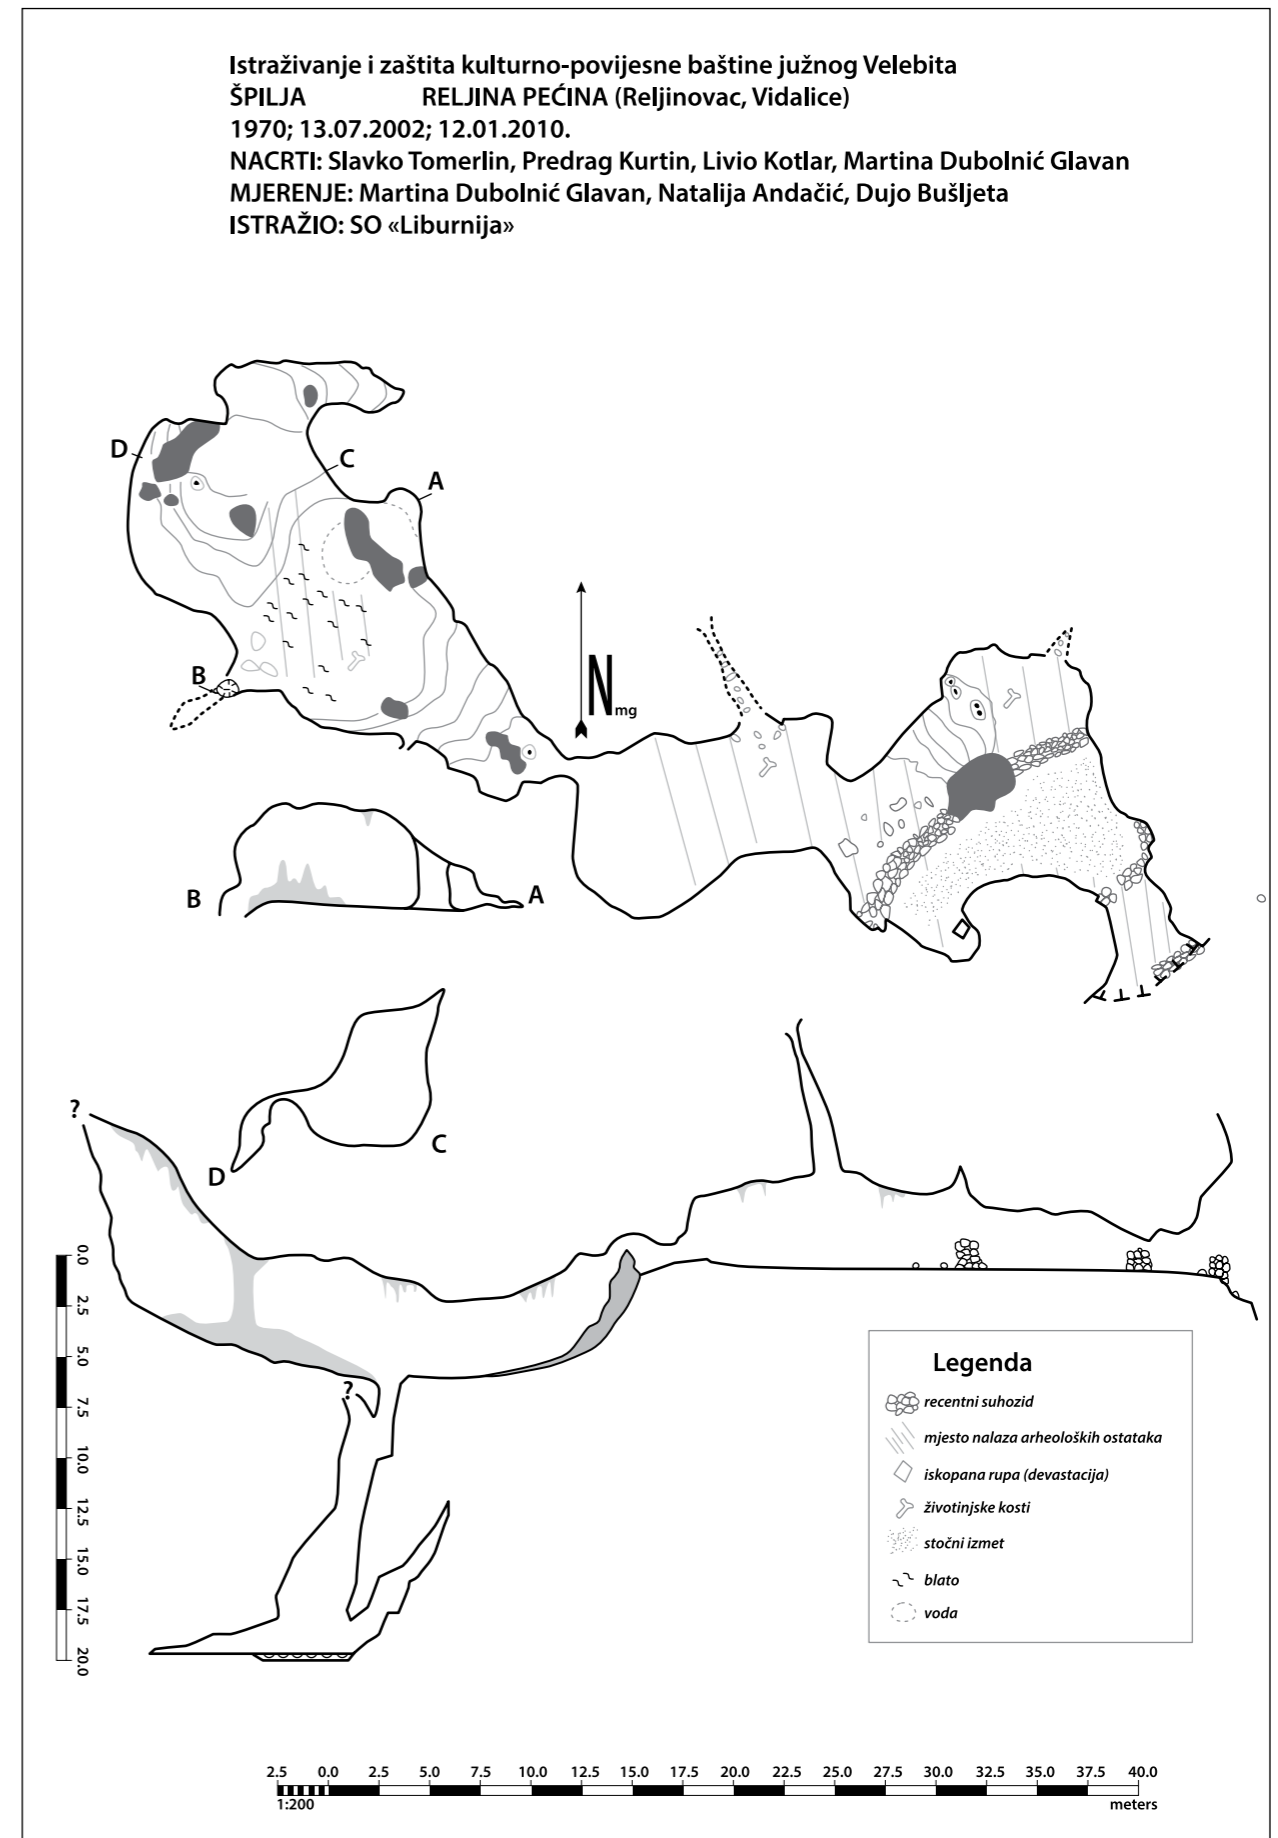 Istraživanje i zaštita kulturno-povijesne baštine južnog Velebita
ŠPILJA RELJINA PEĆINA (Reljinovac, Vidalice)
1970; 13.07.2002; 12.01.2010.
NACRTI: Slavko Tomerlin, Predrag Kurtin, Livio Kotlar, Martina Dubolnić Glavan
MJERENJE: Martina Dubolnić Glavan, Natalija Andačić, Dujo Bušljeta
ISTRAŽIO: SO «Liburnija»
D
C
A
B
N mg
B
A
D
C
?
?
0.0
2.5
5.0
7.5
10.0
12.5
15.0
17.5
20.0
Legenda
recentni suhozid
mjesto nalaza arheoloških ostataka
iskopana rupa (devastacija)
životinjske kosti
stočni izmet
blato
voda
2.5 0.0 2.5 5.0 7.5 10.0 12.5 15.0 17.5 20.0 22.5 25.0 27.5 30.0 32.5 35.0 37.5 40.0
1:200 meters